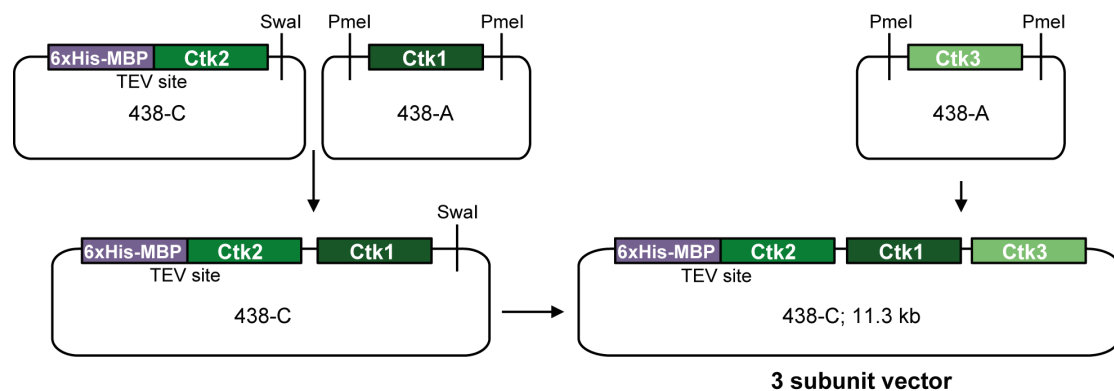 SwaI
PmeI
PmeI
PmeI
PmeI
6xHis-MBP
Ctk2
Ctk1
Ctk3
TEV site
438-C
438-A
438-A
SwaI
6xHis-MBP
Ctk2
Ctk1
6xHis-MBP
Ctk2
Ctk1
Ctk3
TEV site
TEV site
438-C
438-C; 11.3 kb
3 subunit vector